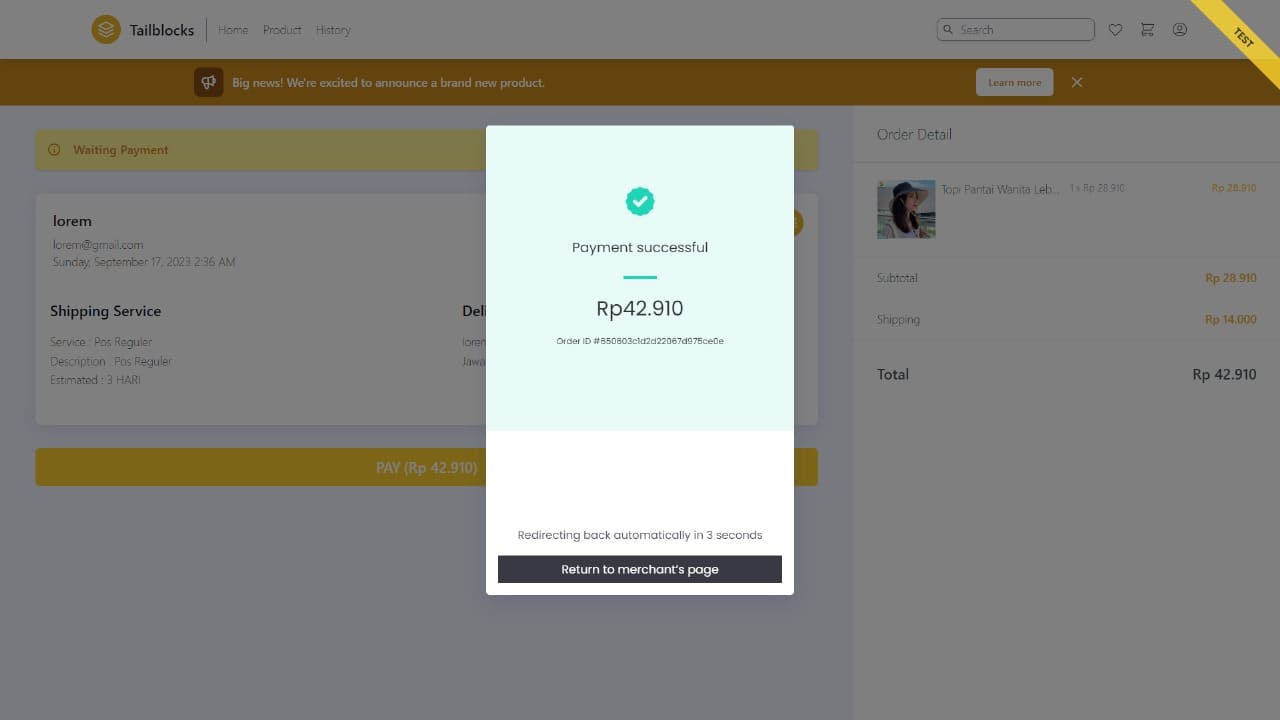 Tailblocks
Home
Product
History
Search
TEST
Big news! We're excited to announce a brand new product.
Learn more
Waiting Payment
lorem
lorem@gmail.com
Sunday, September 17, 2023 2:36 AM
Shipping Service
Service : Pos Reguler
Description : Pos Reguler
Estimated : 3 HARI
Deli
lorem
Jawa
PAY (Rp 42.910)
Payment successful
Rp42.910
Order ID #650603c1d2d22067d975ce0e
Redirecting back automatically in 3 seconds
Return to merchant's page
Order Detail
Topi Pantai Wanita Leb... 1 x Rp 28.910 Rp 28.910
Subtotal Rp 28.910
Shipping Rp 14.000
Total Rp 42.910